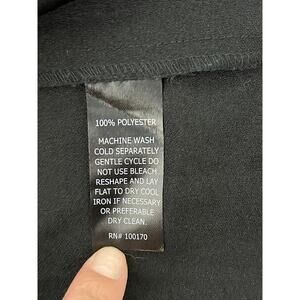 100% POLYESTER
MACHINE WASH
COLD SEPARATELY
GENTLE CYCLE DO
NOT USE BLEACH
RESHAPE AND LAY
FLAT TO DRY COOL
IRON IF NECESSARY
OR PREFERABLE
DRY CLEAN.
RN# 100170